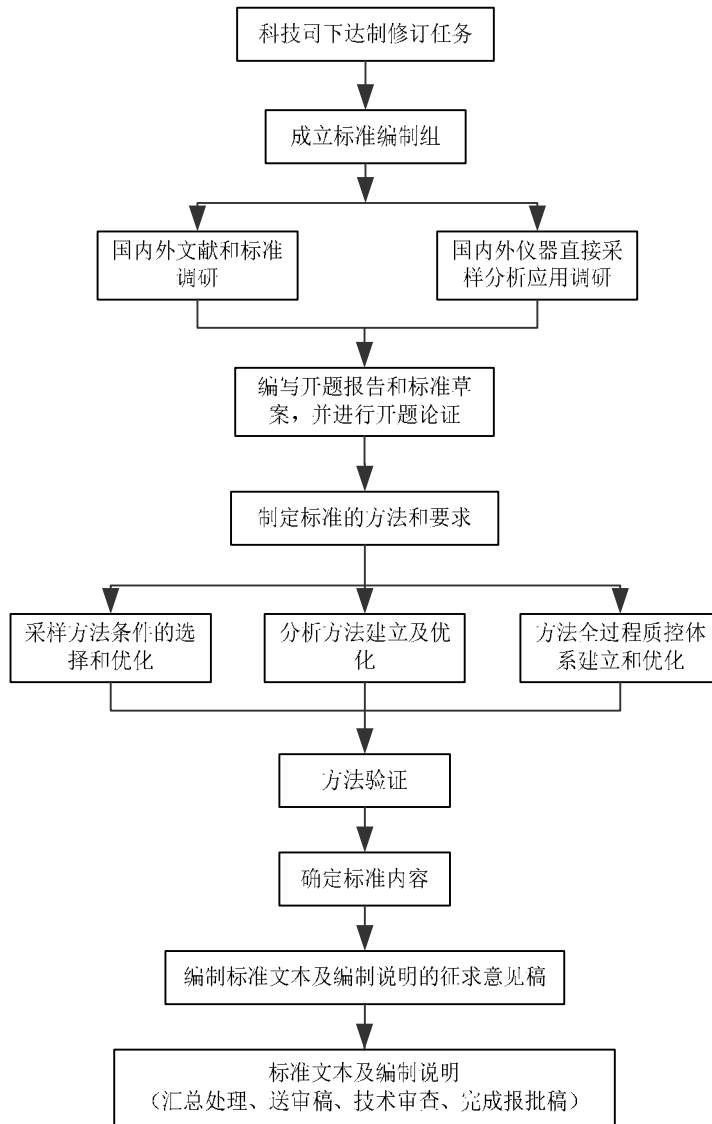 科技司下达制修订任务
成立标准编制组
国内外文献和标准
调研
国内外仪器直接采
样分析应用调研
编写开题报告和标准草
案，并进行开题论证
制定标准的方法和要求
采样方法条件的选
择和优化
分析方法建立及优
化
方法全过程质控体
系建立和优化
方法验证
确定标准内容
编制标准文本及编制说明的征求意见稿
标准文本及编制说明
（汇总处理、送审稿、技术审查、完成报批稿）